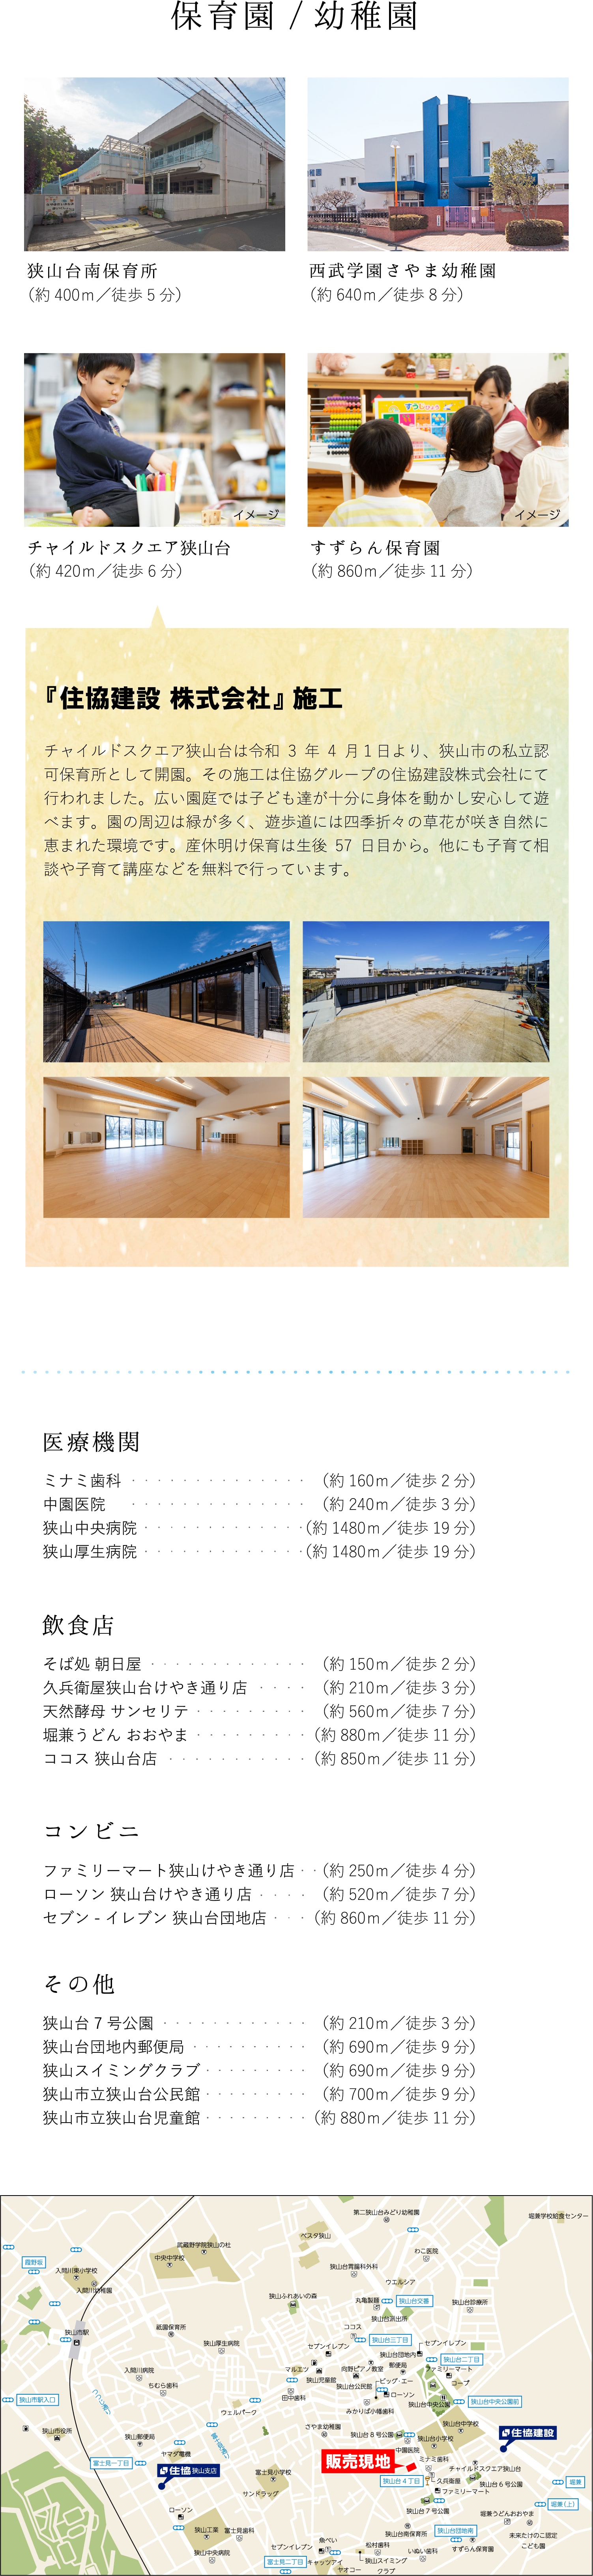 保育園 / 幼稚園
狭山台南保育所
（約 400m／徒歩 5 分）
西武学園さやま幼稚園
（約 640m／徒歩 8 分）
イメージ
チャイルドスクエア狭山台
（約 420m／徒歩 6 分）
イメージ
すずらん保育園
（約 860m／徒歩 11 分）
『住協建設 株式会社』施工
チャイルドスクエア狭山台は令和 3 年 4 月 1 日より、狭山市の私立認
可保育所として開園。その施工は住協グループの住協建設株式会社にて
行われました。広い園庭では子ども達が十分に身体を動かし安心して遊
べます。園の周辺は緑が多く、遊歩道には四季折々の草花が咲き自然に
恵まれた環境です。産休明け保育は生後 57 日目から。他にも子育て相
談や子育て講座などを無料で行っています。
医療機関
ミナミ歯科 ・・・・・・・・・・・・・・ （約 160m／徒歩 2 分）
中園医院 ・・・・・・・・・・・・・・ （約 240m／徒歩 3 分）
狭山中央病院 ・・・・・・・・・・・・・（約 1480m／徒歩 19 分）
狭山厚生病院 ・・・・・・・・・・・・・（約 1480m／徒歩 19 分）
飲食店
そば処 朝日屋 ・・・・・・・・・・・・ （約 150m／徒歩 2 分）
久兵衛屋狭山台けやき通り店 ・・・・ （約 210m／徒歩 3 分）
天然酵母 サンセリテ ・・・・・・・・・ （約 560m／徒歩 7 分）
堀兼うどん おおやま ・・・・・・・・・（約 880m／徒歩 11 分）
ココス 狭山台店 ・・・・・・・・・・・（約 850m／徒歩 11 分）
コンビニ
ファミリーマート狭山けやき通り店 ・・（約 250m／徒歩 4 分）
ローソン 狭山台けやき通り店 ・・・・ （約 520m／徒歩 7 分）
セブン - イレブン 狭山台団地店 ・・・（約 860m／徒歩 11 分）
その他
狭山台 7 号公園 ・・・・・・・・・・・・ （約 210m／徒歩 3 分）
狭山台団地内郵便局 ・・・・・・・・・ （約 690m／徒歩 9 分）
狭山スイミングクラブ ・・・・・・・・・ （約 690m／徒歩 9 分）
狭山市立狭山台公民館 ・・・・・・・・・ （約 700m／徒歩 9 分）
狭山市立狭山台児童館 ・・・・・・・・・（約 880m／徒歩 11 分）
第二狭山台みどり幼稚園
堀兼学校給食センター
ベスタ狭山
武蔵野学院狭山の杜
わこ医院
中央中学校
霞野坂
入間川東小学校
狭山台胃腸科外科
入間川幼稚園
ウエルシア
狭山ふれあいの森
丸亀製麺
狭山台交番
狭山台診療所
狭山台派出所
祇園保育所
ココス
狭山市駅
狭山台三丁目
狭山厚生病院
セブンイレブン
セブンイレブン
狭山台団地内
郵便局
狭山台二丁目
マルエツ
向野ピアノ教室
ファミリーマート
入間川病院
狭山児童館
ビッグ・エー
コープ
ちむら歯科
狭山台公民館
田中歯科
ローソン
狭山市駅入口
狭山台中央公園
狭山台中央公園前
みかりば小幡歯科
ウェルパーク
狭山台中学校
さやま幼稚園
狭山市役所
狭山台 8 号公園
狭山台小学校
住協建設
狭山郵便局
中園医院
ヤマダ電機
販売現地
ミナミ歯科
富士見一丁目
チャイルドスクエア狭山台
住協 狭山支店
富士見小学校
狭山台 4 丁目
久兵衛屋
狭山台 6 号公園
堀兼
サンドラッグ
ファミリーマート
堀兼（上）
ローソン
狭山台 7 号公園
堀兼うどんおおやま
狭山工業
富士見歯科
狭山台南保育所
狭山台団地南
未来たけのこ認定
こども園
魚べい
セブンイレブン
松村歯科
いぬい歯科
すずらん保育園
狭山中央病院
富士見二丁目
キャッツアイ
狭山スイミング
クラブ
ヤオコー